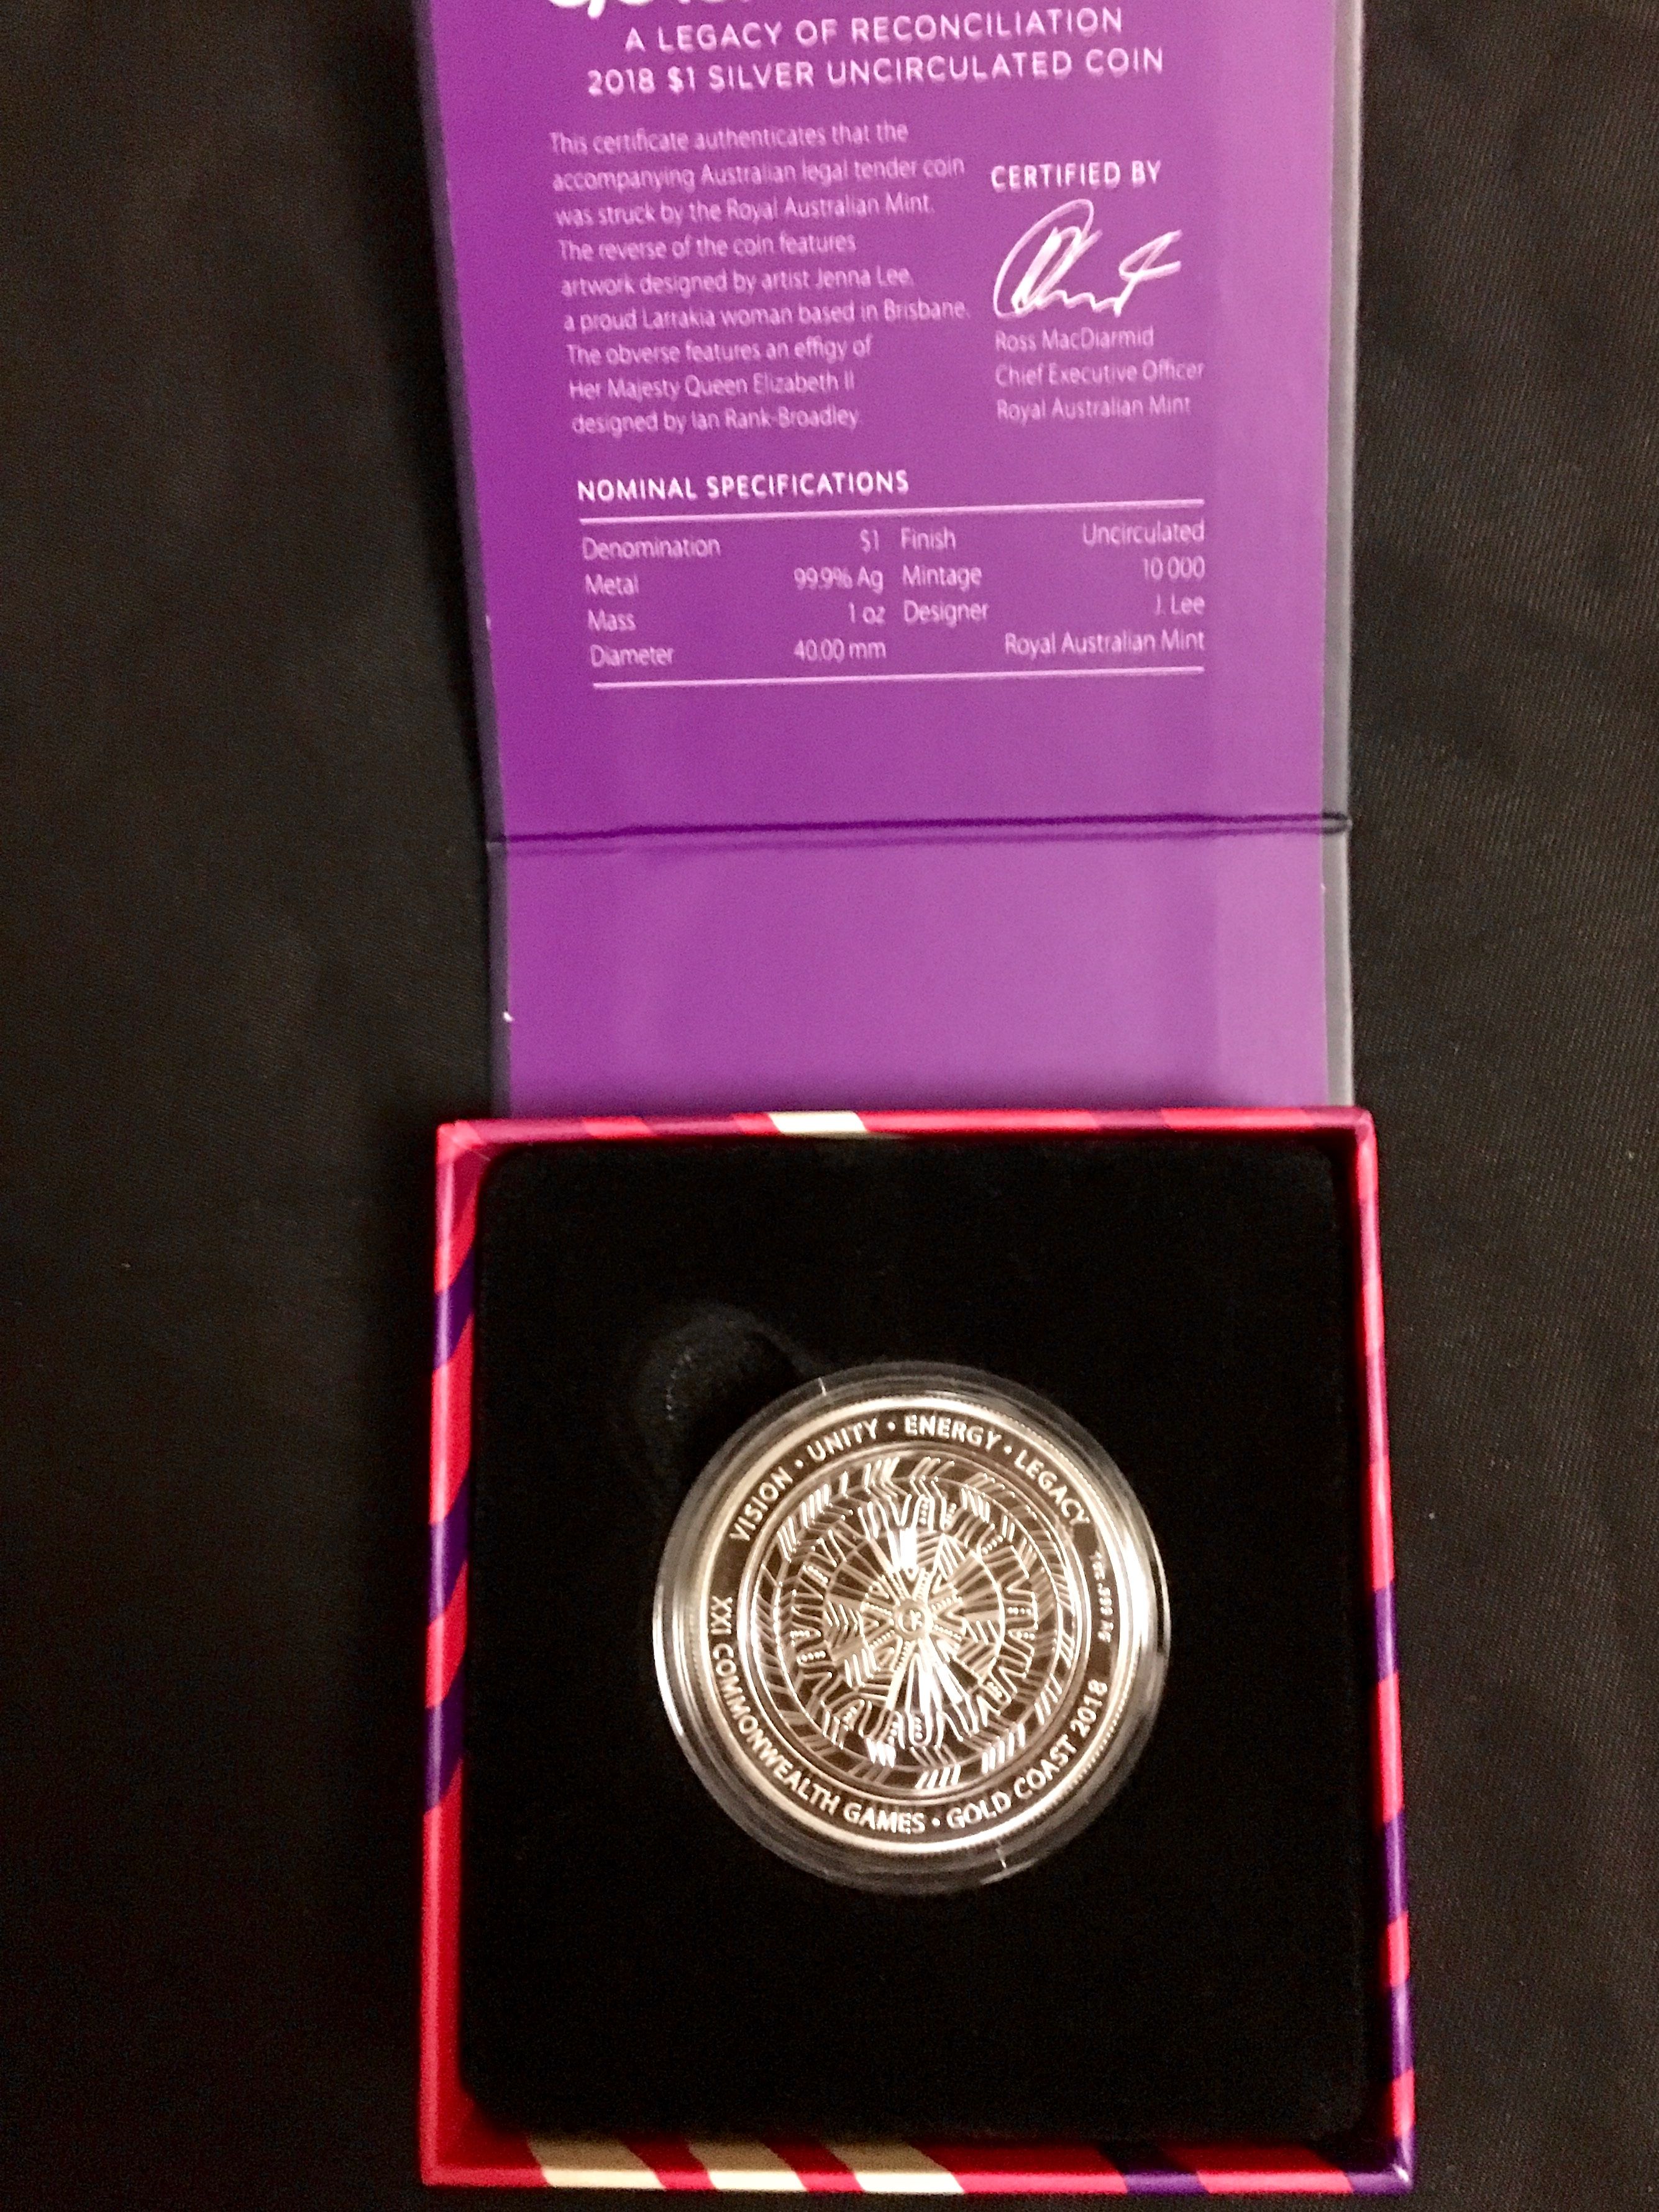 A LEGACY OF RECONCILIATION
2018 $1 SILVER UNCIRCULATED COIN
This certificate authenticates that the
accompanying Australian legal tender coin
was struck by the Royal Australian Mint.
The reverse of the coin features
artwork designed by artist Jenna Lee,
a proud Larrakia woman based in Brisbane.
The obverse features an effigy of
Her Majesty Queen Elizabeth II
designed by Ian Rank-Broadley
CERTIFIED BY
Ross MacDiarmid
Chief Executive Officer
Royal Australian Mint
NOMINAL SPECIFICATIONS
Denomination $1 Finish Uncirculated
Metal 99.9% Ag Mintage 10 000
Mass 1 oz Designer J. Lee
Diameter 40.00 mm Royal Australian Mint
VISION • UNITY • ENERGY • LEGACY
1oz .999 Ag
XXI COMMONWEALTH GAMES • GOLD COAST 2018